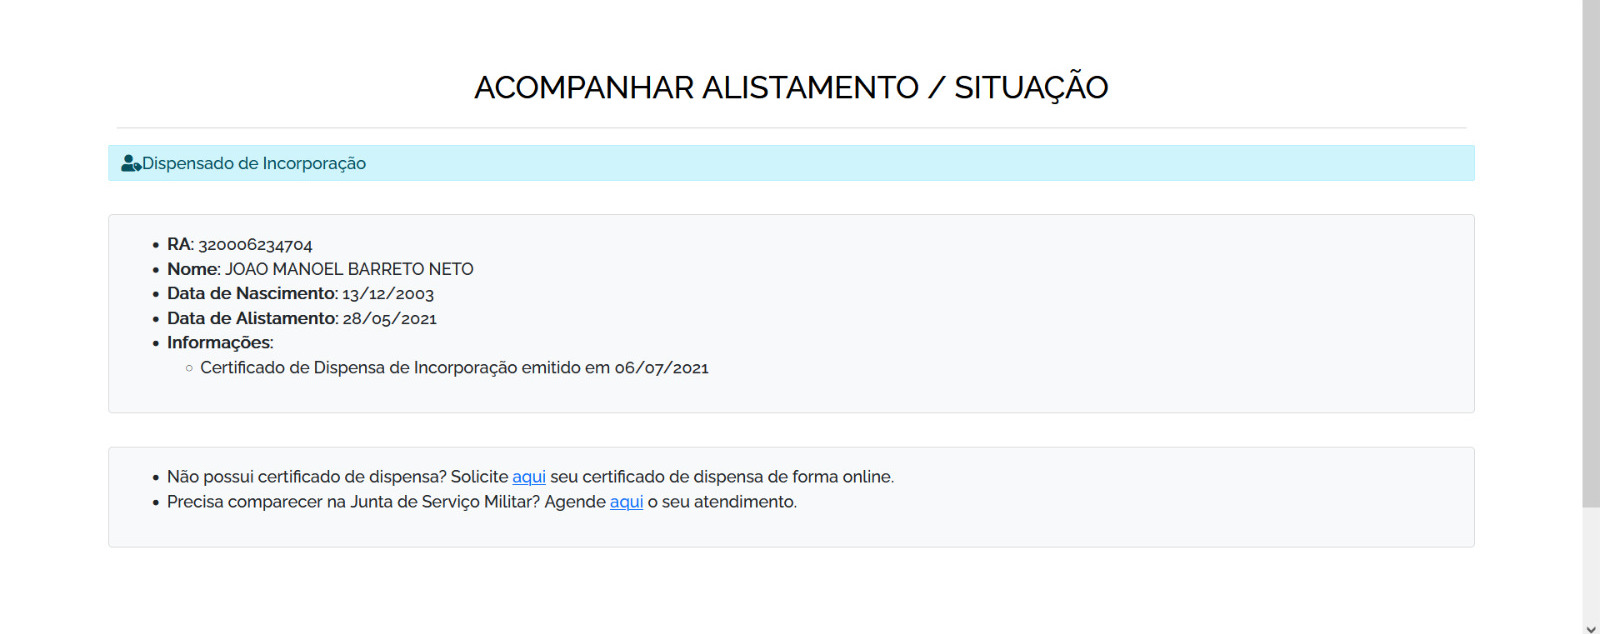 ACOMPANHAR ALISTAMENTO / SITUAÇÃO
Dispensado de Incorporação
RA: 320006234704
Nome: JOAO MANOEL BARRETO NETO
Data de Nascimento: 13/12/2003
Data de Alistamento: 28/05/2021
Informações:
Certificado de Dispensa de Incorporação emitido em 06/07/2021
Não possui certificado de dispensa? Solicite aqui seu certificado de dispensa de forma online.
Precisa comparecer na Junta de Serviço Militar? Agende aqui o seu atendimento.